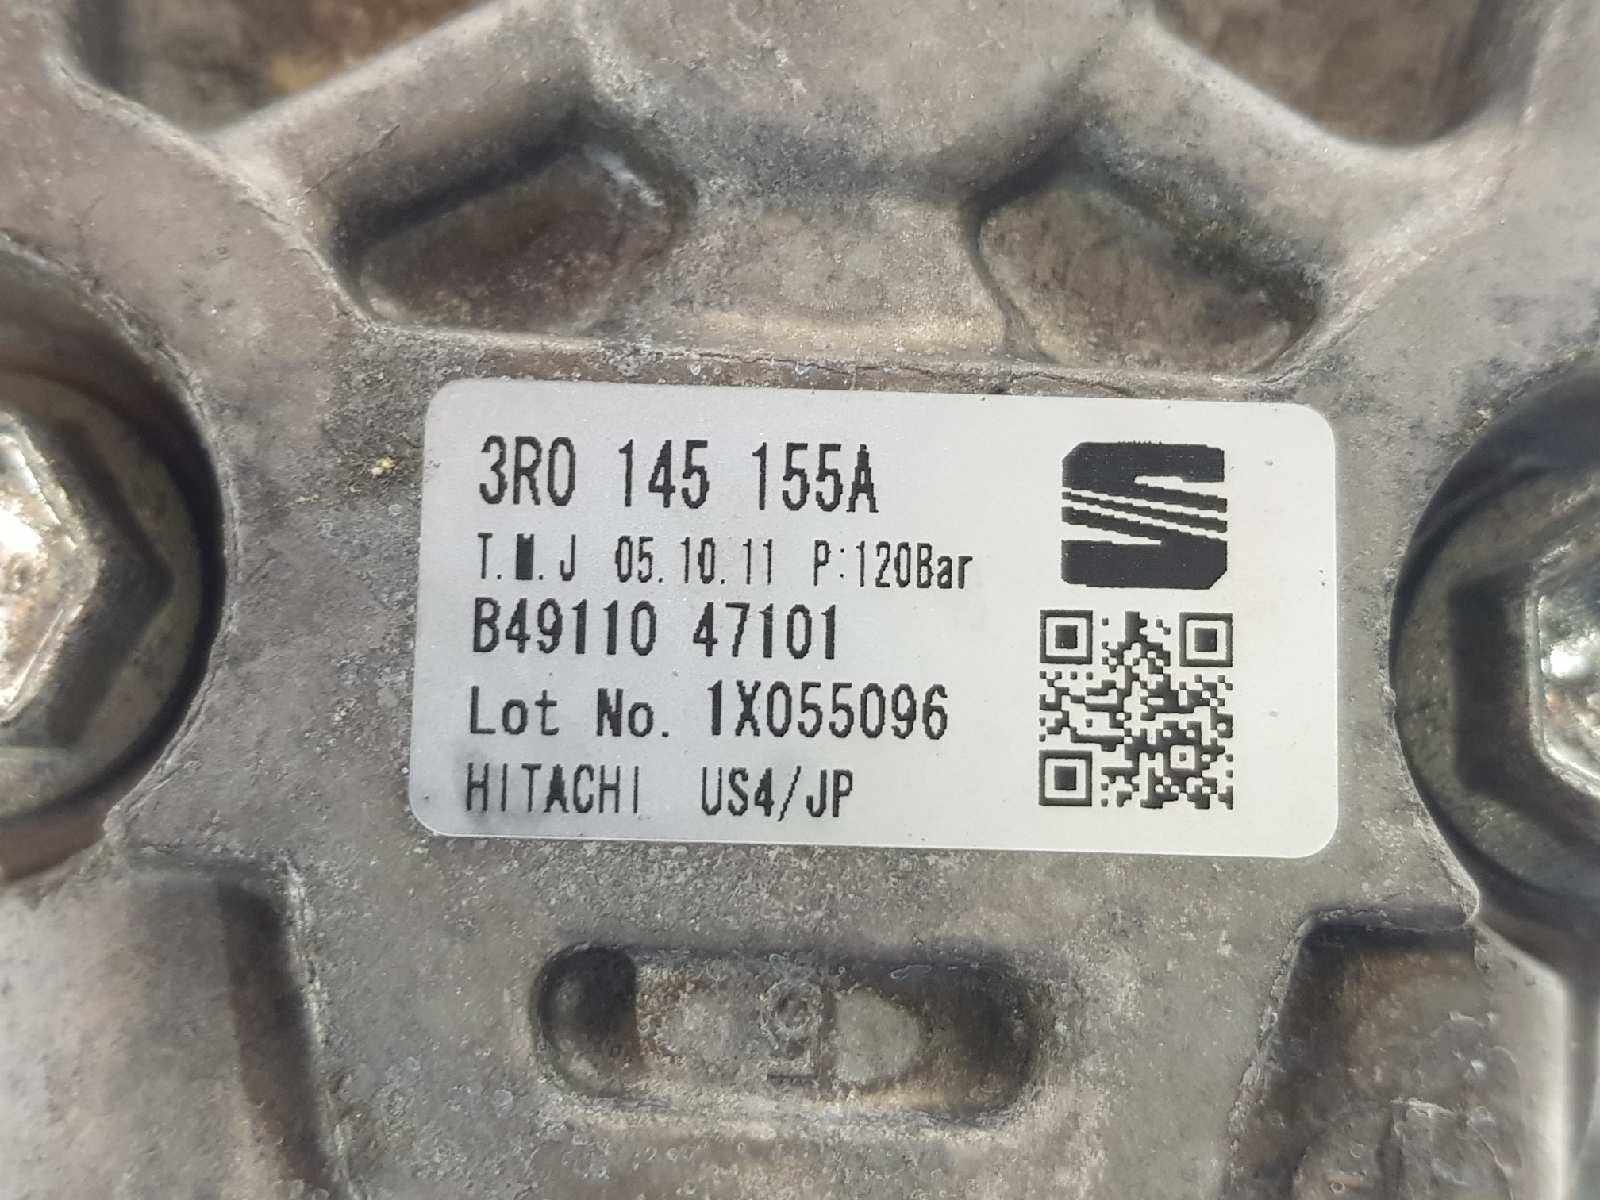 3R0 145 155A
T.M.J 05.10.11 P:120Bar
B49110 47101
Lot No. 1X055096
HITACHI US4/JP